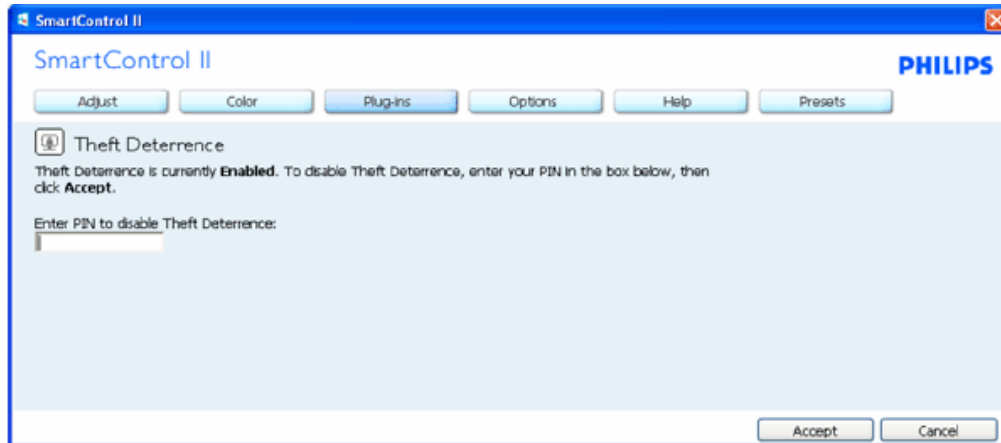 SmartControl II
SmartControl II
PHILIPS
Adjust Color Plug-ins Options Help Presets
Theft Deterrence
Theft Deterrence is currently Enabled. To disable Theft Deterrence, enter your PIN in the box below, then
click Accept.
Enter PIN to disable Theft Deterrence:
Accept Cancel